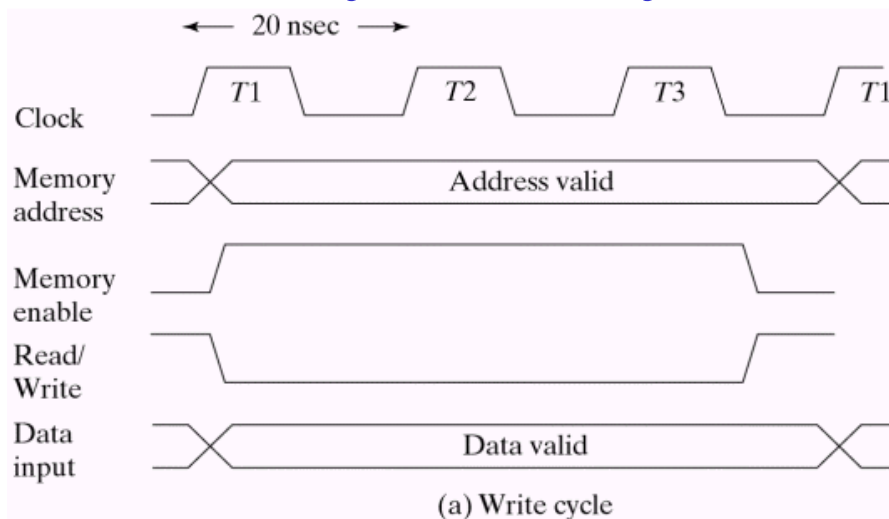 20 nsec
T1 T2 T3 T1
Clock
Memory
address
Address valid
Memory
enable
Read/
Write
Data
input
Data valid
(a) Write cycle